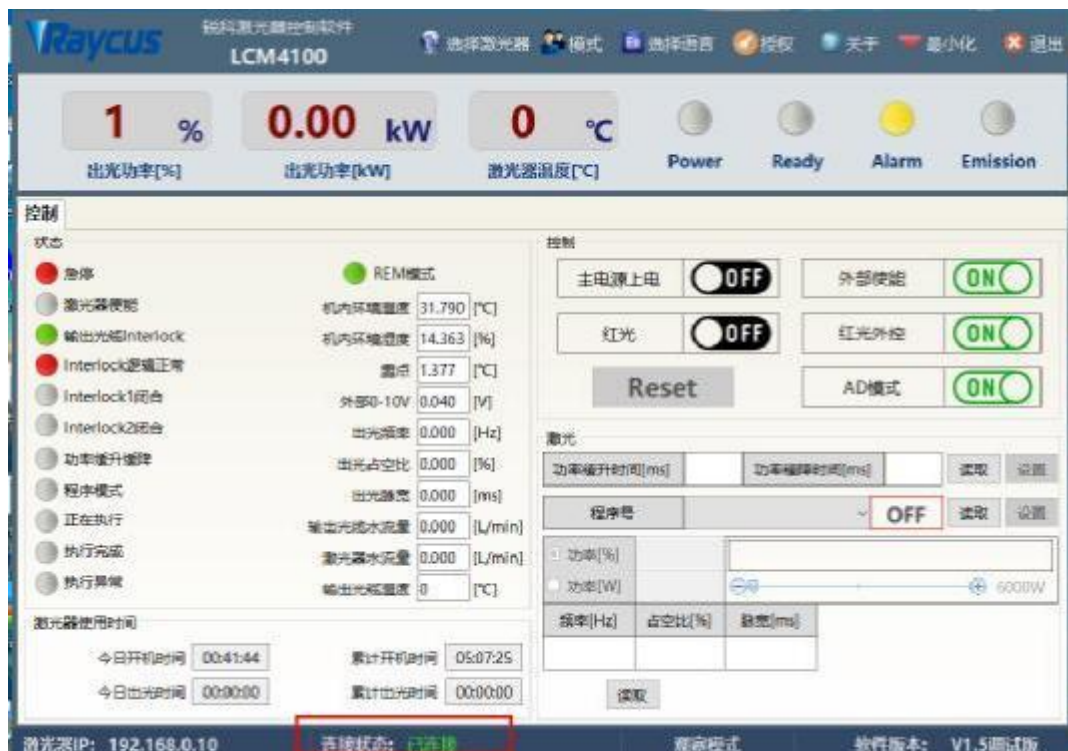 Raycus
锐科激光器控制软件
LCM4100
选择激光器 模式 选择语言 授权 关于 最小化 退出
1 % 0.00 kW 0 ℃
出光功率[%] 出光功率[kW] 激光器温度[℃] Power Ready Alarm Emission
控制
状态
急停 REM模式
激光器使能 机内环境温度 31.790 [℃]
输出光缆Interlock 机内环境湿度 14.363 [%]
Interlock逻辑正常 露点 1.377 [℃]
Interlock1闭合 外部0-10V 0.040 [V]
Interlock2闭合 出光频率 0.000 [Hz]
功率缓升缓降 出光占空比 0.000 [%]
程序模式 出光脉宽 0.000 [ms]
正在执行 输出光缆水流量 0.000 [L/min]
执行完成 激光器水流量 0.000 [L/min]
执行异常 输出光缆温度 0 [℃]
激光器使用时间
今日开机时间 00:41:44 累计开机时间 05:07:25
今日出光时间 00:00:00 累计出光时间 00:00:00
控制
主电源上电 OFF 外部使能 ON
红光 OFF 红光外控 ON
Reset AD模式 ON
激光
功率缓升时间[ms] 功率缓降时间[ms] 读取 设置
程序号 OFF 读取 设置
功率[%]
功率[W] 6000W
频率[Hz] 占空比[%] 脉宽[ms]
读取
激光器IP: 192.168.0.10 连接状态: 已连接 观察模式 软件版本: V1.5调试版